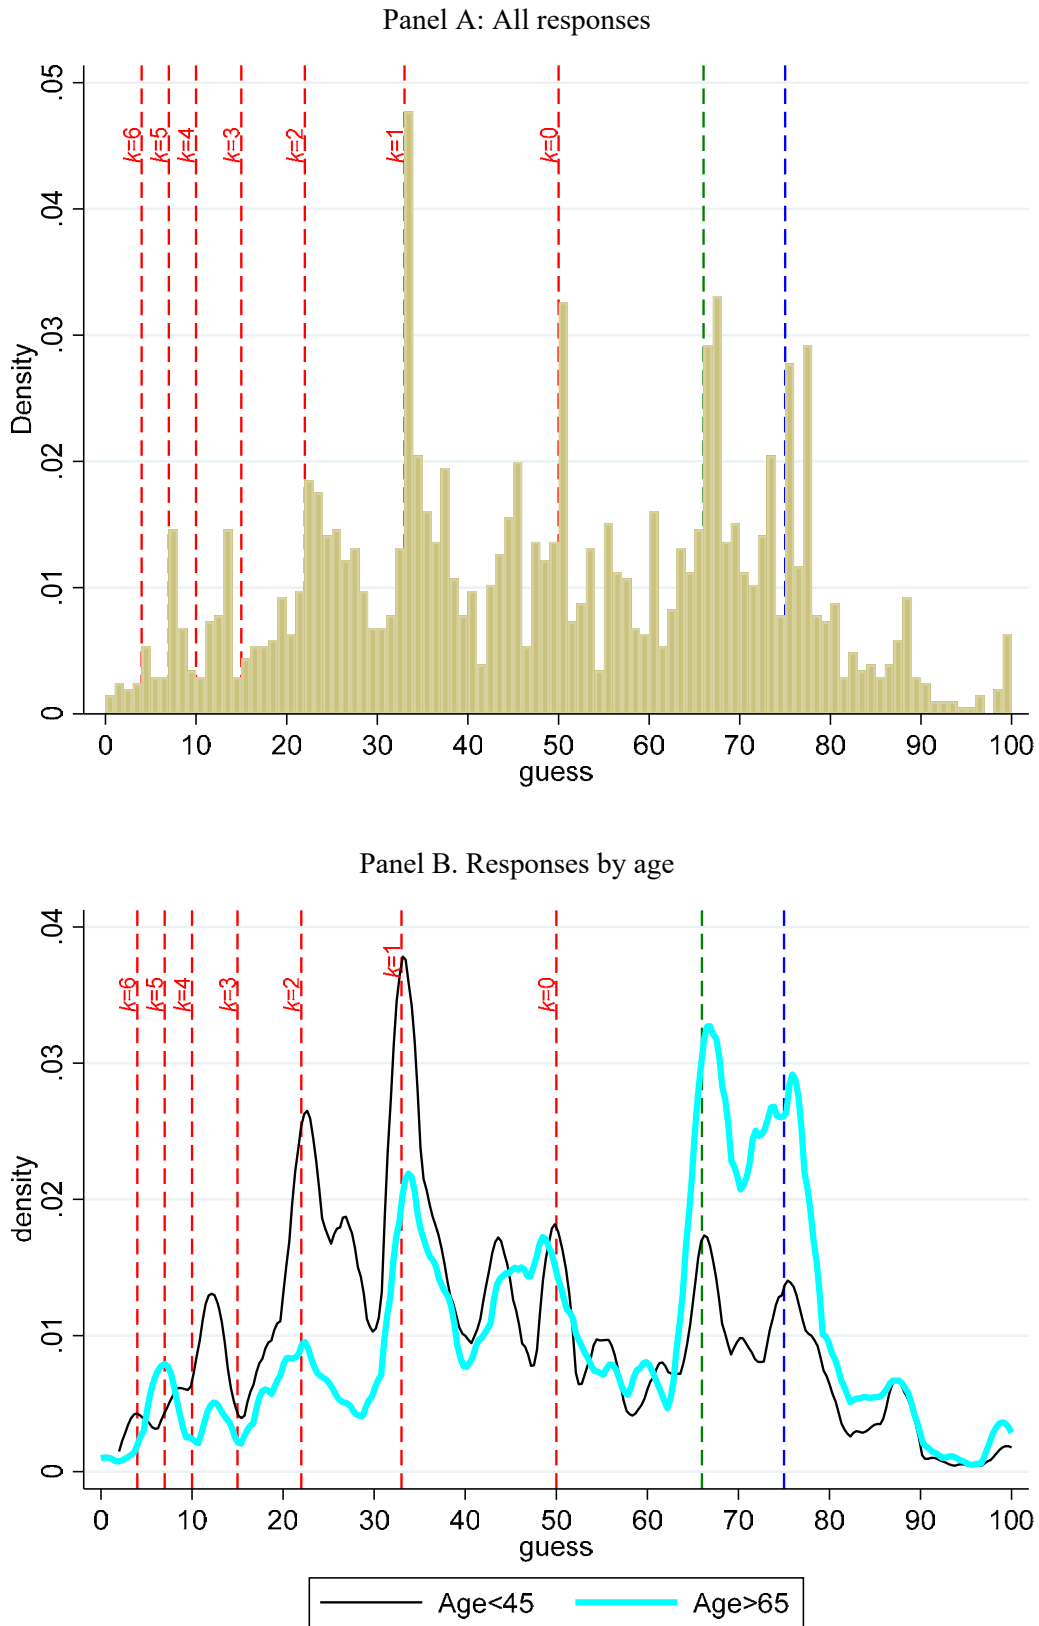 Panel A: All responses
.05
.04
.03
.02
.01
0
Density
k=6
k=5
k=4
k=3
k=2
k=1
k=0
0 10 20 30 40 50 60 70 80 90 100
guess
Panel B. Responses by age
.04
.03
.02
.01
0
density
k=6
k=5
k=4
k=3
k=2
k=1
k=0
0 10 20 30 40 50 60 70 80 90 100
guess
Age<45 Age>65